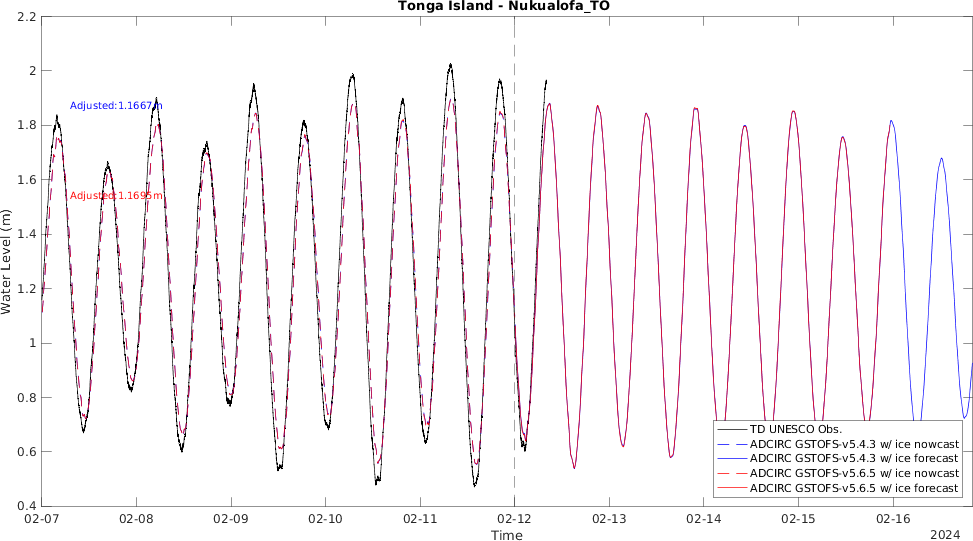 Tonga Island - Nukualofa_TO
2.2
2
1.8
1.6
1.4
1.2
1
0.8
0.6
0.4
Water Level (m)
Adjusted:1.1667m
Adjusted:1.1695m
TD UNESCO Obs.
ADCIRC GSTOFS-v5.4.3 w/ ice nowcast
ADCIRC GSTOFS-v5.4.3 w/ ice forecast
ADCIRC GSTOFS-v5.6.5 w/ ice nowcast
ADCIRC GSTOFS-v5.6.5 w/ ice forecast
02-07 02-08 02-09 02-10 02-11 02-12 02-13 02-14 02-15 02-16
Time
2024